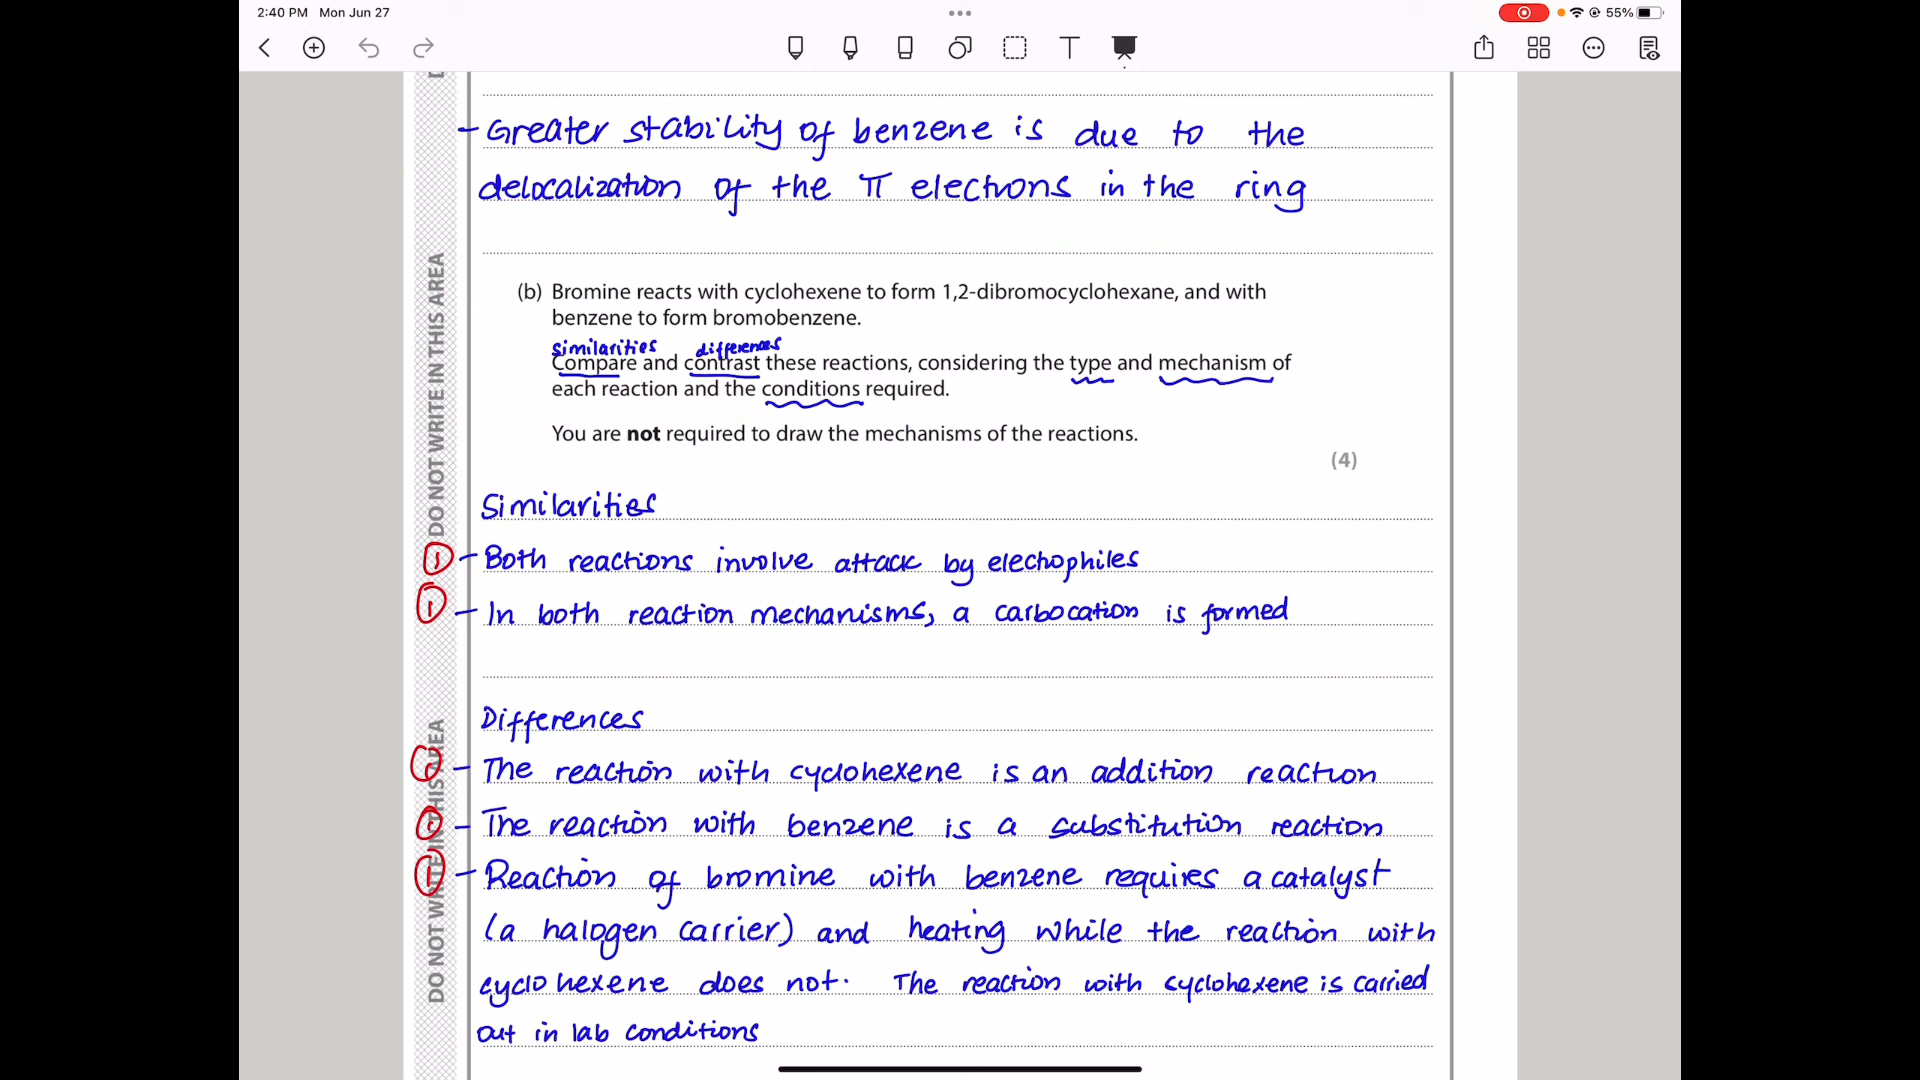 2:40 PM Mon Jun 27
55%
Greater stability of benzene is due to the
delocalization of the π electrons in the ring
(b) Bromine reacts with cyclohexene to form 1,2-dibromocyclohexane, and with
benzene to form bromobenzene.
similarities differences
Compare and contrast these reactions, considering the type and mechanism of
each reaction and the conditions required.
You are not required to draw the mechanisms of the reactions.
(4)
Similarities
① - Both reactions involve attack by electrophiles
① - In both reaction mechanisms, a carbocation is formed
Differences
- The reaction with cyclohexene is an addition reaction
- The reaction with benzene is a substitution reaction
① - Reaction of bromine with benzene requires a catalyst
(a halogen carrier) and heating while the reaction with
cyclohexene does not. The reaction with cyclohexene is carried
out in lab conditions
DO NOT WRITE IN THIS AREA
DO NOT WRITE IN THIS AREA